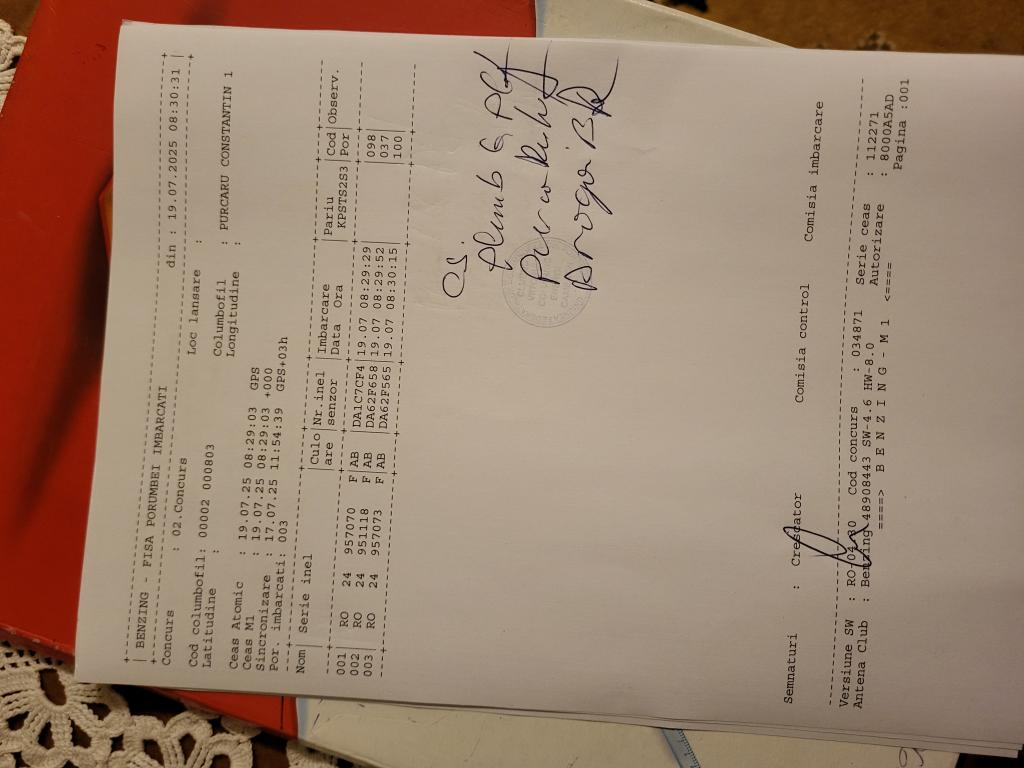 BENZING - FISA PORUMBEI IMBARCATI din : 19.07.2025 08:30:31
Concurs : 02.Concurs Loc lansare :
Cod columbofil: 00002 000803 Columbofil : PURCARU CONSTANTIN 1
Latitudine : Longitudine :
Ceas Atomic : 19.07.25 08:29:03 GPS
Ceas M1 : 19.07.25 08:29:03 +000
Sincronizare : 17.07.25 11:54:39 GPS+03h
Por. imbarcati: 003
Nom Serie inel Culo Nr.inel Imbarcare Pariu Cod Observ.
are senzor Data ora KPSTS2S3 Por
001 RO 24 957070 F AB DA1C7CF4 19.07 08:29:29 098
002 RO 24 951118 F AB DA62F658 19.07 08:29:52 037
003 RO 24 957073 F AB DA62F565 19.07 08:30:15 100
Plumb
Semnaturi : Crescator Comisia control Comisia imbarcare
Versiune SW : RO 04.10 Cod concurs : 034871 Serie ceas : 112271
Antena Club : Benzing 48908443 SW-4.6 HW-8.0 Autorizare : 8000A5AD
====> B E N Z I N G - M 1 <==== Pagina :001